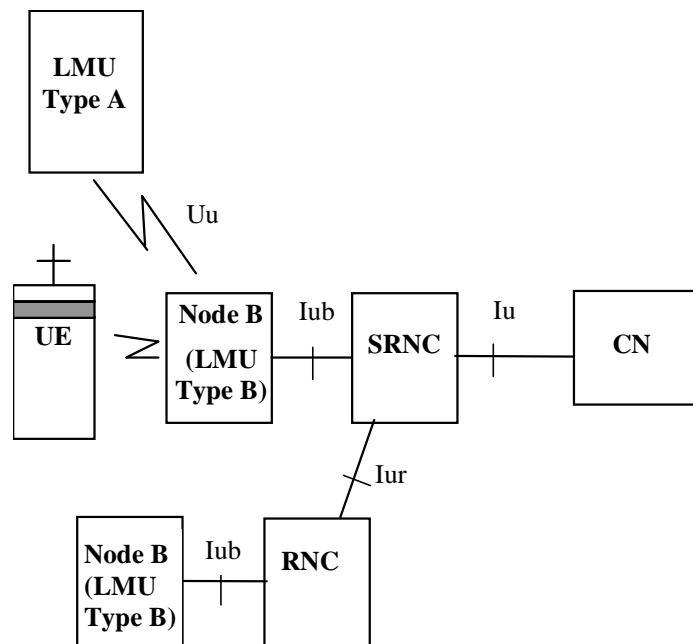 LMU
Type A
Uu
UE
Node B
(LMU
Type B)
Iub
SRNC
Iu
CN
Iur
Node B
(LMU
Type B)
Iub
RNC